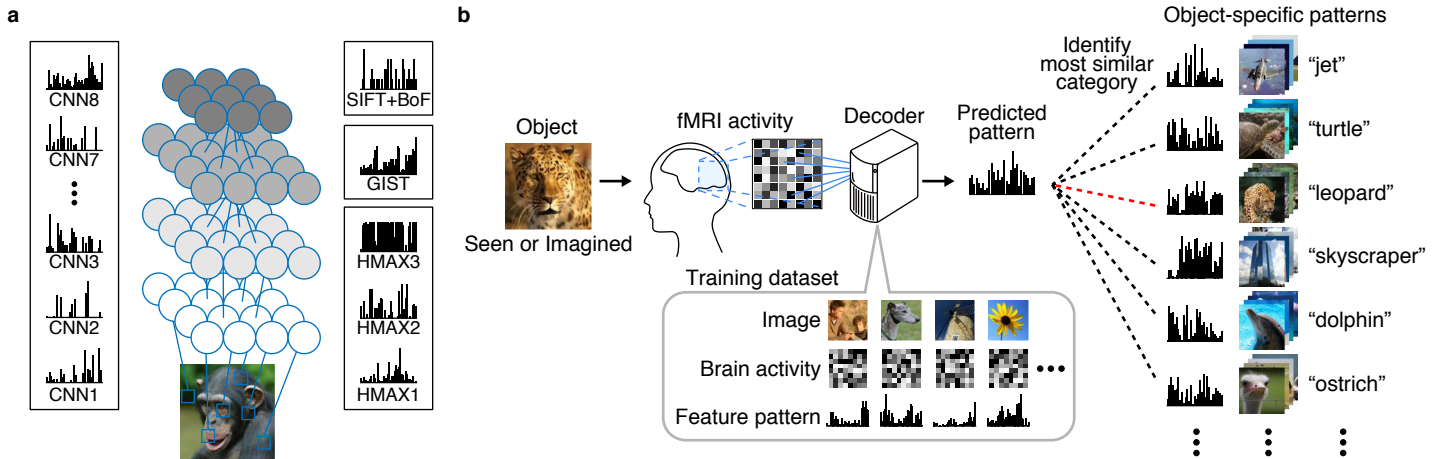 a
CNN8
CNN7
CNN3
CNN2
CNN1
SIFT+BoF
GIST
HMAX3
HMAX2
HMAX1
b
Object
Seen or Imagined
fMRI activity
Decoder
Predicted
pattern
Identify
most similar
category
Training dataset
Image
Brain activity
Feature pattern
Object-specific patterns
“jet”
“turtle”
“leopard”
“skyscraper”
“dolphin”
“ostrich”